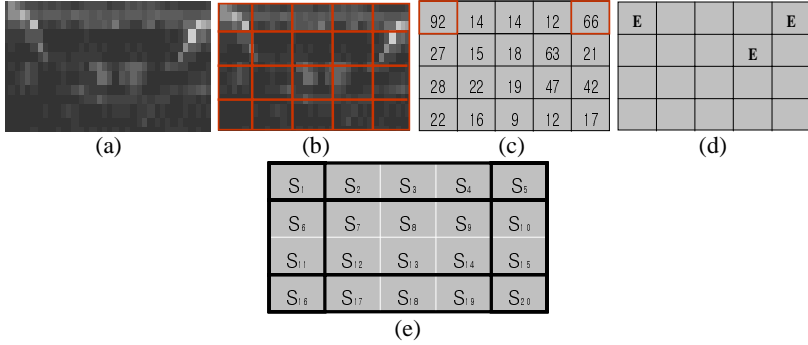 92 14 14 12 66
27 15 18 63 21
28 22 19 47 42
22 16 9 12 17
E E
E
(a) (b) (c) (d)
S1 S2 S3 S4 S5
S6 S7 S8 S9 S10
S11 S12 S13 S14 S15
S16 S17 S18 S19 S20
(e)